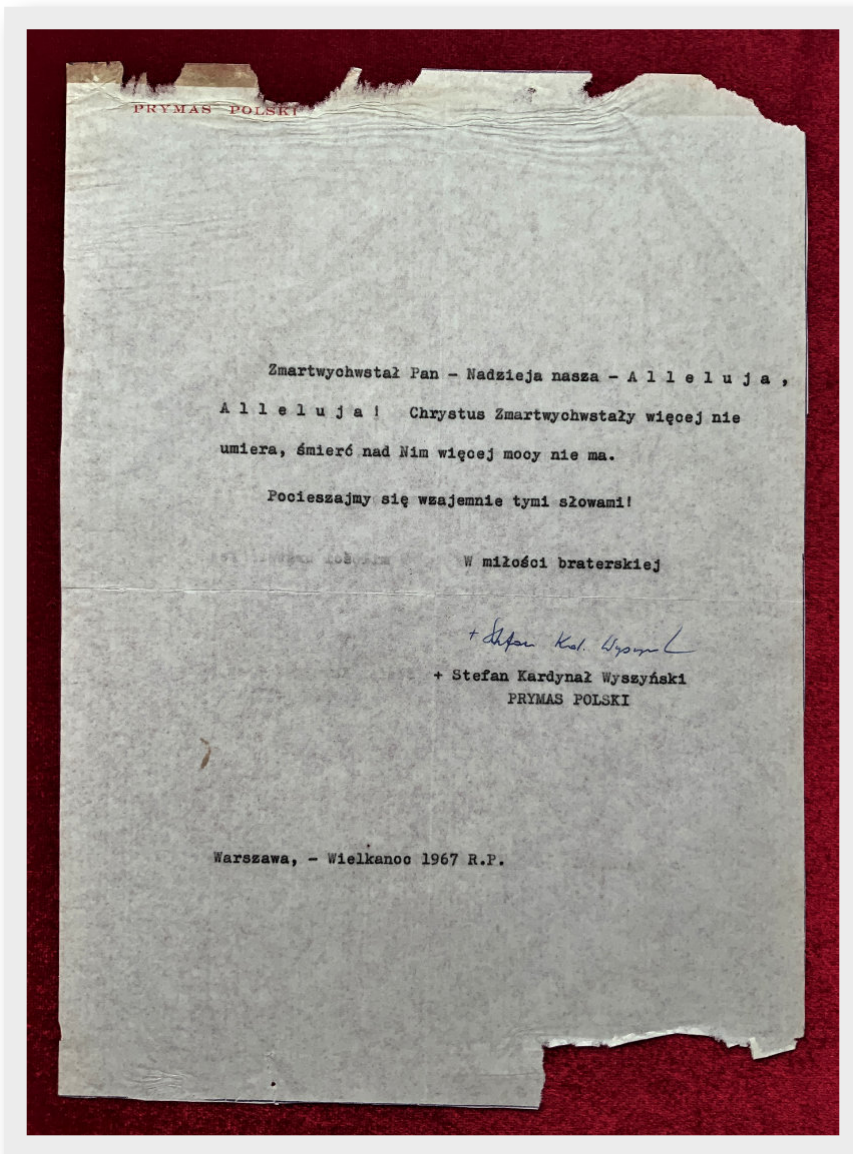 PRYMAS POLSKI
Zmartwychwstał Pan – Nadzieja nasza – A l l e l u j a ,
A l l e l u j a ! Chrystus Zmartwychwstały więcej nie
umiera, śmierć nad Nim więcej mocy nie ma.
Pocieszajmy się wzajemnie tymi słowami!
W miłości braterskiej
+ Stefan Kard. Wyszyński
+ Stefan Kardynał Wyszyński
PRYMAS POLSKI
Warszawa, – Wielkanoc 1967 R.P.